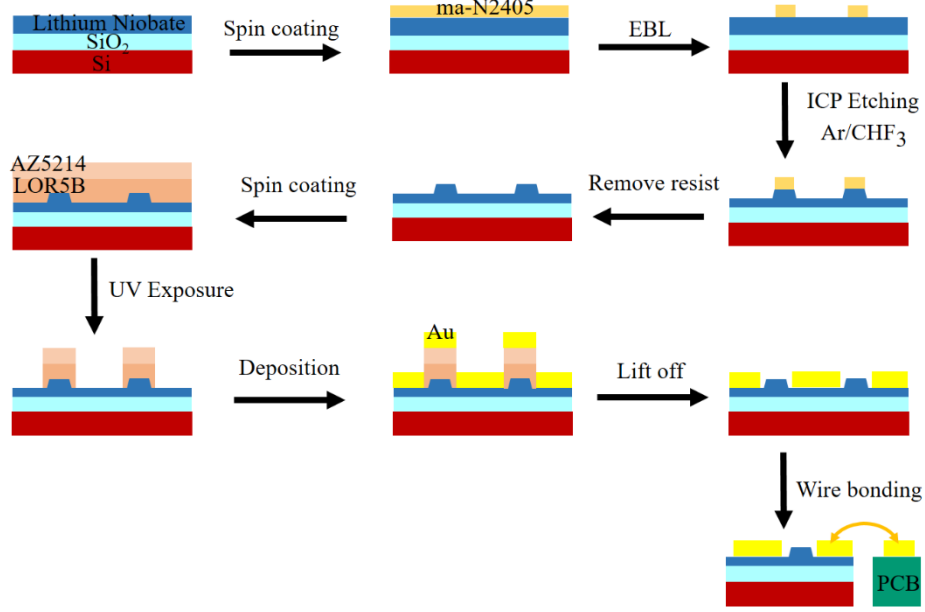 Lithium Niobate
SiO2
Si
Spin coating
ma-N2405
EBL
ICP Etching
Ar/CHF3
Remove resist
Spin coating
AZ5214
LOR5B
UV Exposure
Deposition
Au
Lift off
Wire bonding
PCB